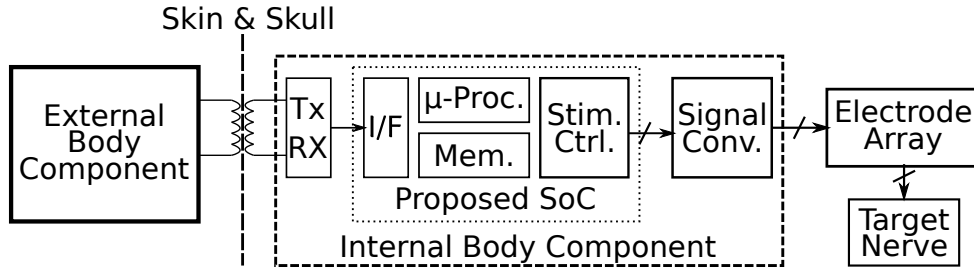 Skin & Skull
External
Body
Component
Tx
RX
I/F
μ-Proc.
Mem.
Stim.
Ctrl.
Proposed SoC
Signal
Conv.
Internal Body Component
Electrode
Array
Target
Nerve